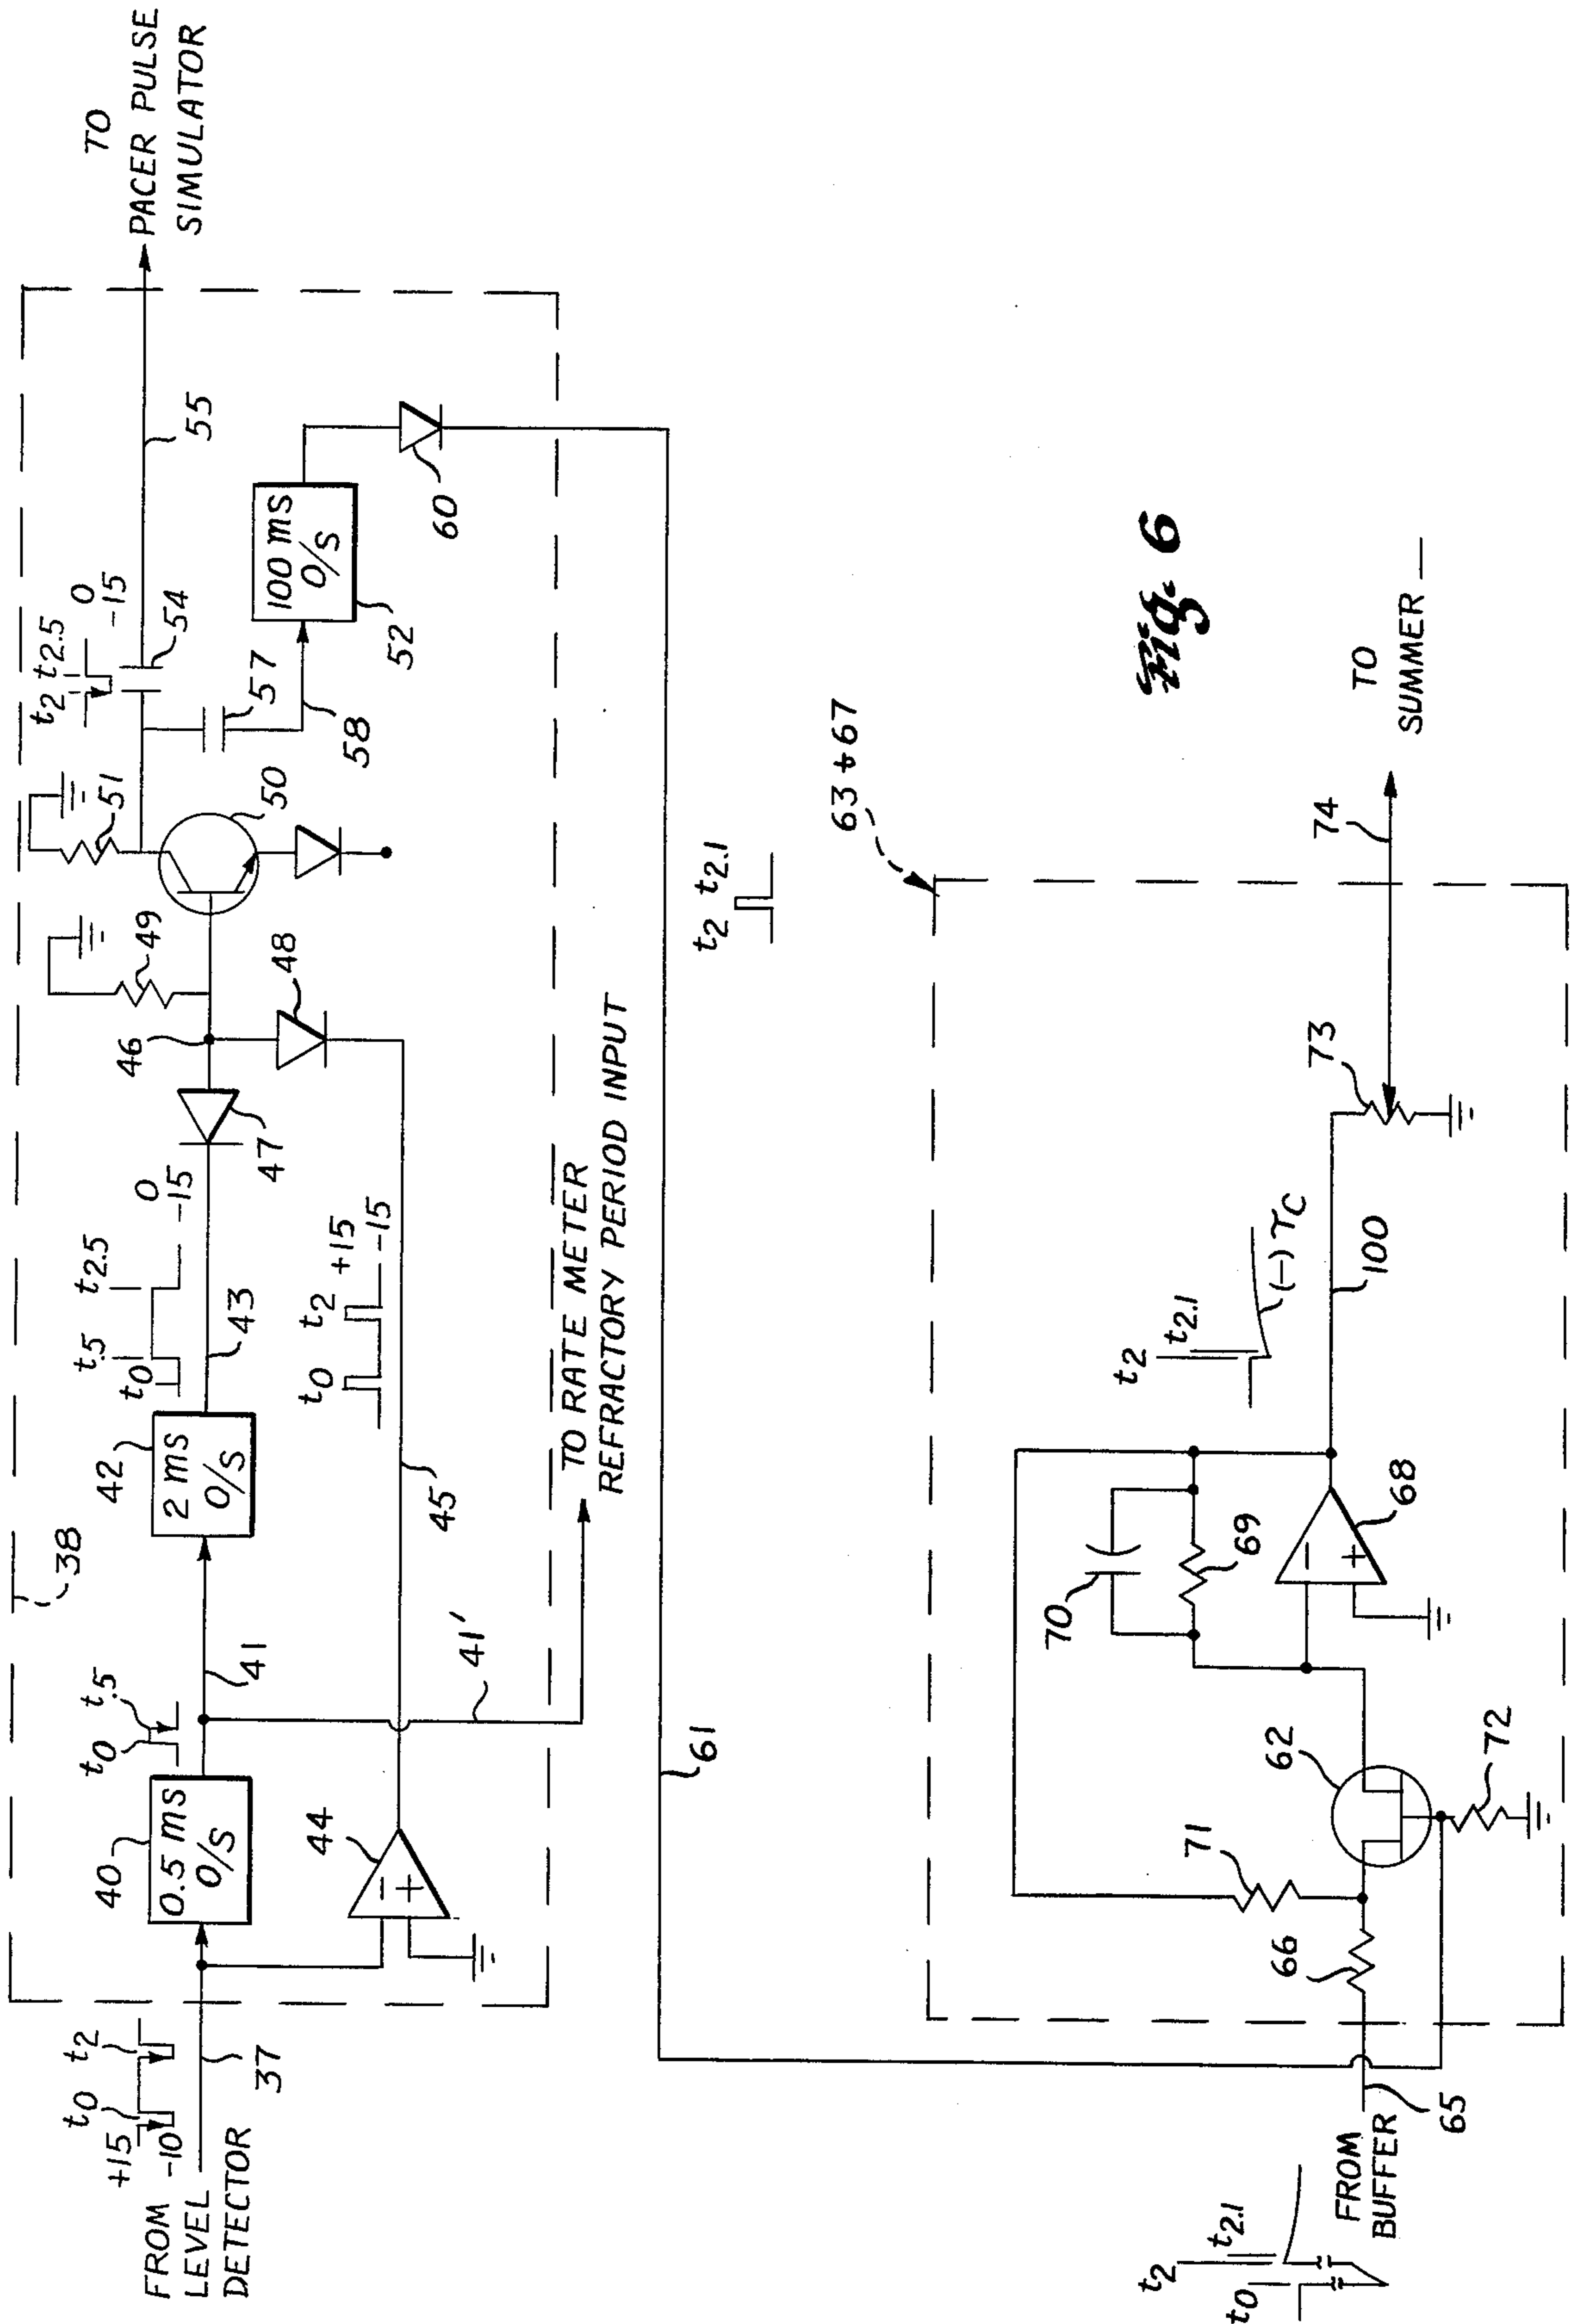 FROM
LEVEL
DETECTOR
+15
-10
t0
t2
37
38
40
0.5 ms
O/S
t0
t.5
41
41'
42
2 ms
O/S
t0
t.5
t2.5
0
-15
43
44
-
+
45
t0
t2
+15
-15
46
47
48
49
50
51
t2
t2.5
0
-15
54
55
TO
PACER PULSE
SIMULATOR
57
58
100 ms
O/S
52
60
TO RATE METER
REFRACTORY PERIOD INPUT
61
t2
t2.1
63 + 67
t0
t2
t2.1
FROM
BUFFER
65
66
71
62
72
70
69
-
+
68
t2
t2.1
(-) τC
100
73
74
TO
SUMMER
Fig. 6